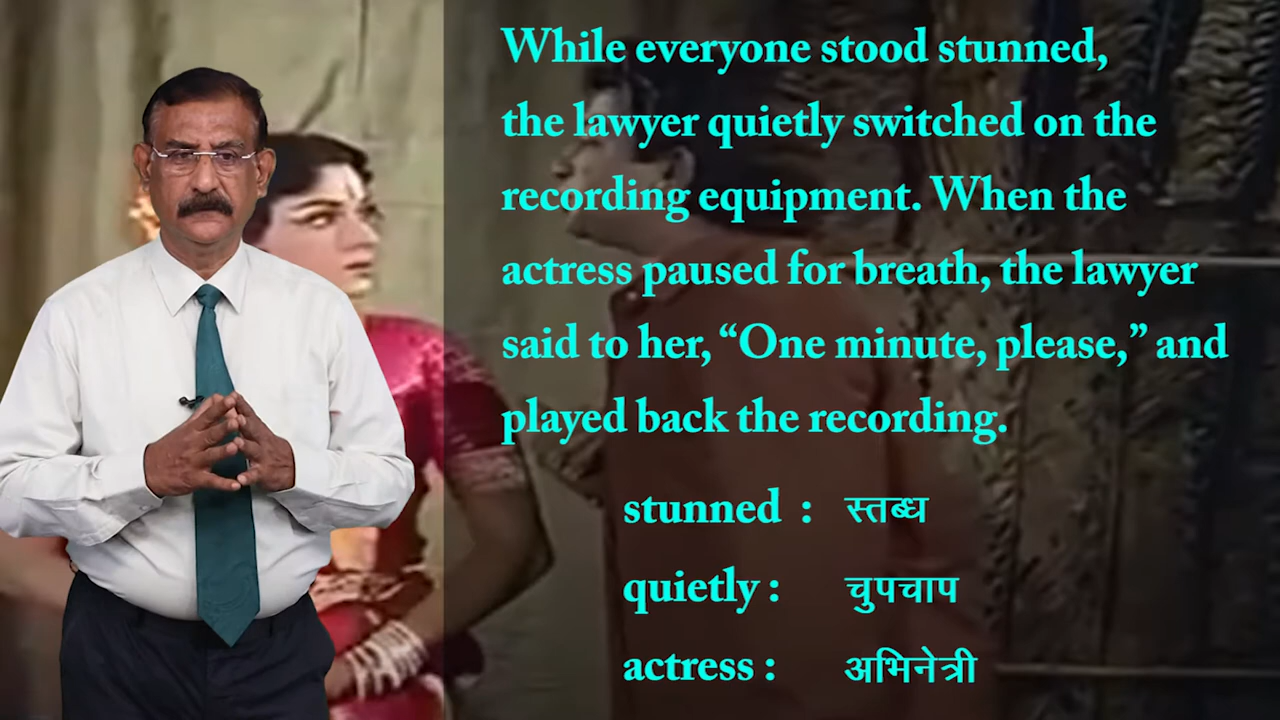 While everyone stood stunned,
the lawyer quietly switched on the
recording equipment. When the
actress paused for breath, the lawyer
said to her, “One minute, please,” and
played back the recording.
stunned : स्तब्ध
quietly : चुपचाप
actress : अभिनेत्री